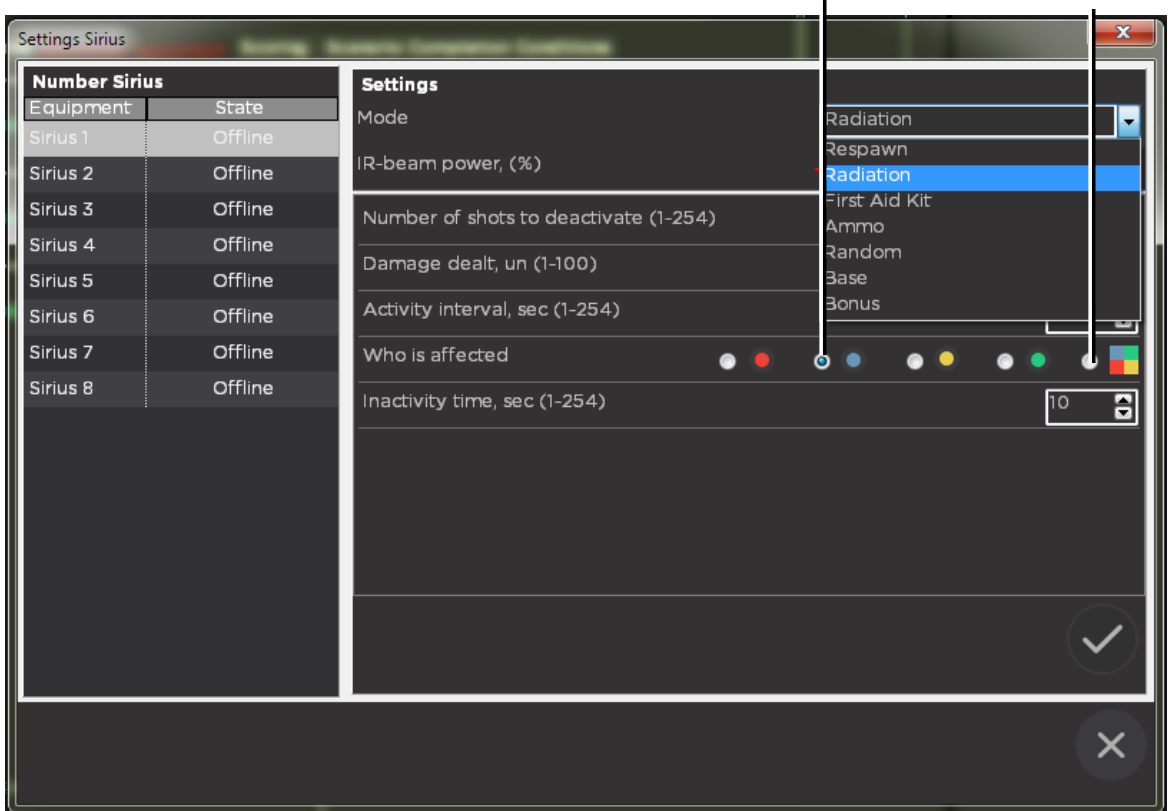 Settings Sirius
x
Number Sirius
Equipment State
Sirius 1 Offline
Sirius 2 Offline
Sirius 3 Offline
Sirius 4 Offline
Sirius 5 Offline
Sirius 6 Offline
Sirius 7 Offline
Sirius 8 Offline
Settings
Mode Radiation
Respawn
Radiation
First Aid Kit
Ammo
Random
Base
Bonus
IR-beam power, (%)
Number of shots to deactivate (1-254)
Damage dealt, un (1-100)
Activity interval, sec (1-254)
Who is affected
Inactivity time, sec (1-254) 10